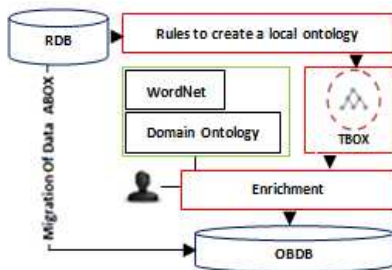 RDB
Rules to create a local ontology
WordNet
Domain Ontology
TBOX
Migration Of Data ABOX
Enrichment
OBDB